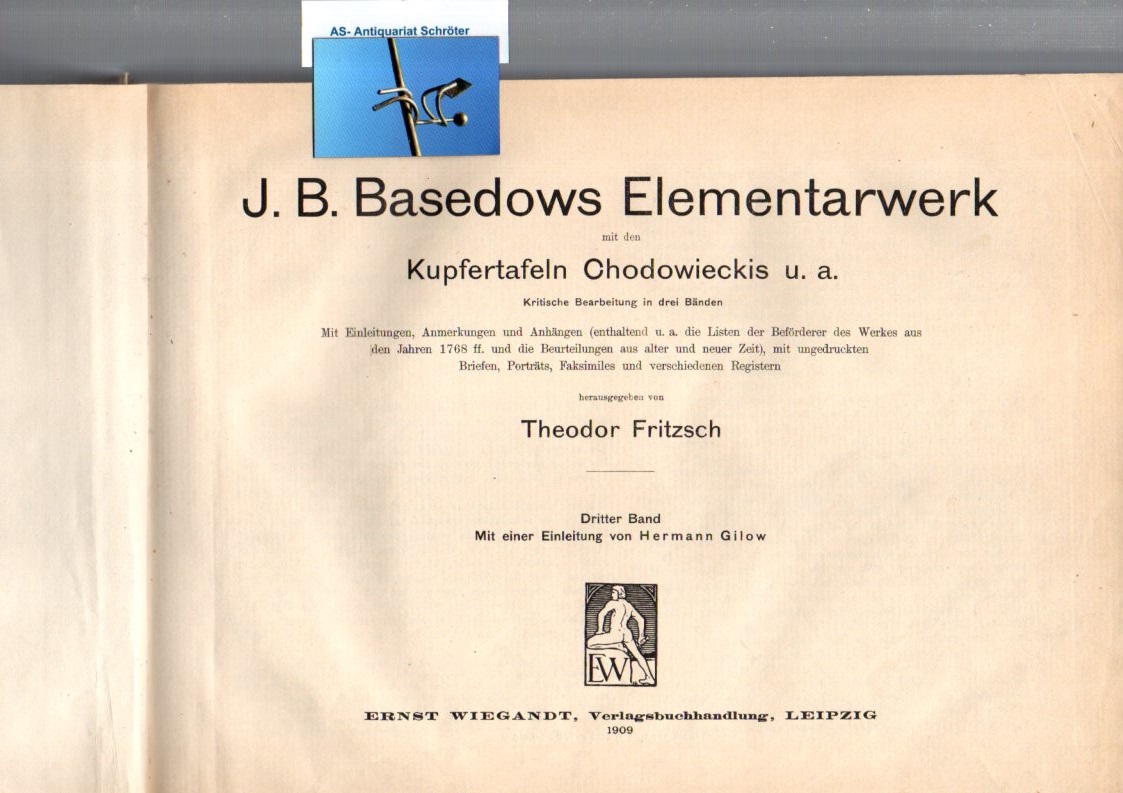 AS- Antiquariat Schröter
J. B. Basedows Elementarwerk
mit den
Kupfertafeln Chodowieckis u. a.
Kritische Bearbeitung in drei Bänden
Mit Einleitungen, Anmerkungen und Anhängen (enthaltend u. a. die Listen der Beförderer des Werkes aus
den Jahren 1768 ff. und die Beurteilungen aus alter und neuer Zeit), mit ungedruckten
Briefen, Porträts, Faksimiles und verschiedenen Registern
herausgegeben von
Theodor Fritzsch
Dritter Band
Mit einer Einleitung von Hermann Gilow
EW
ERNST WIEGANDT, Verlagsbuchhandlung, LEIPZIG
1909